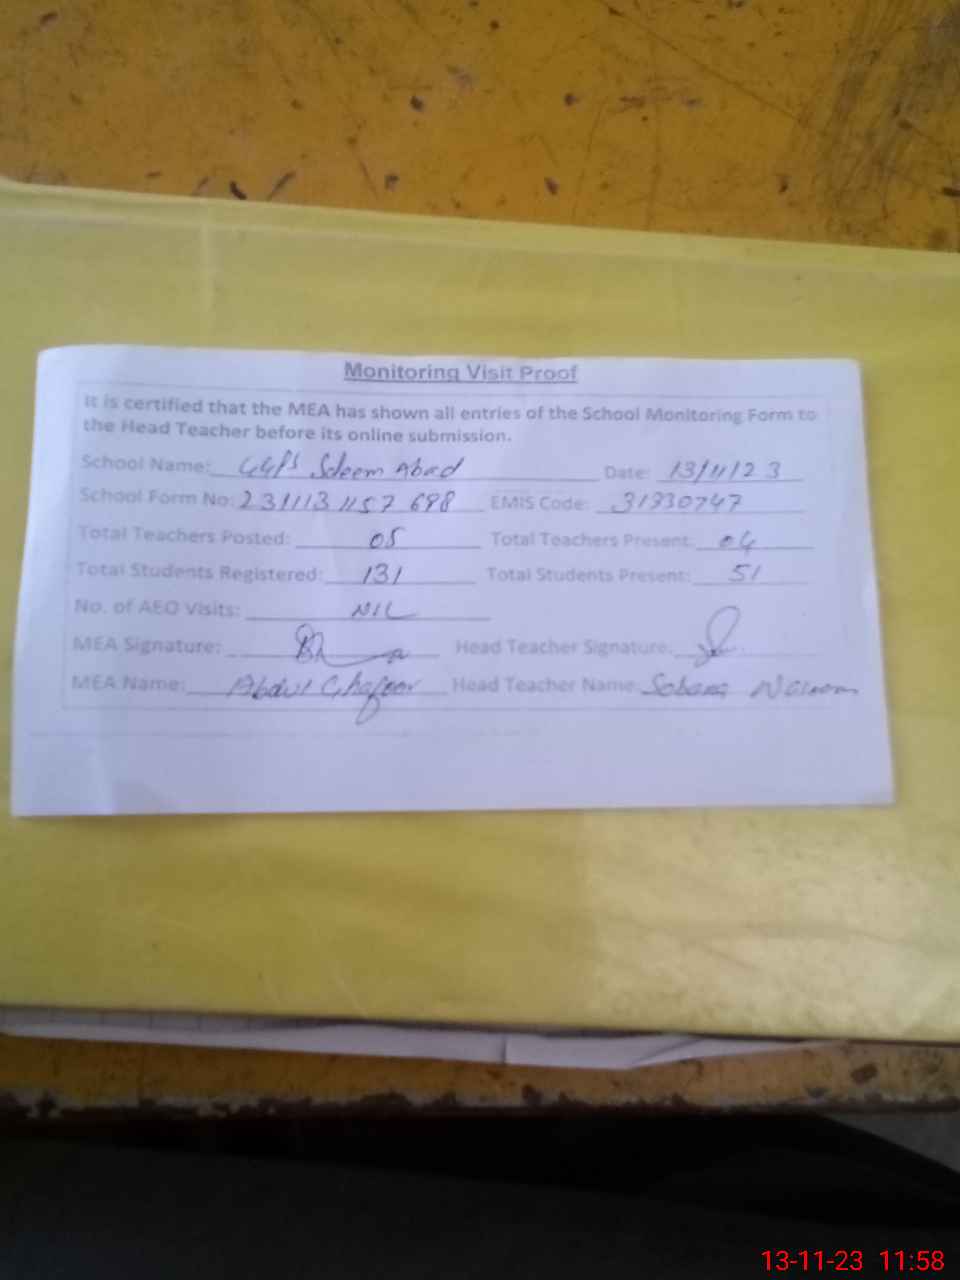 Monitoring Visit Proof
It is certified that the MEA has shown all entries of the School Monitoring Form to
the Head Teacher before its online submission.
School Name: GGPS Saleem Abad Date: 13/11/23
School Form No: 231113 1157 698 EMIS Code: 31330747
Total Teachers Posted: 05 Total Teachers Present: 04
Total Students Registered: 131 Total Students Present: 51
No. of AEO Visits: NIL
MEA Signature: Head Teacher Signature:
MEA Name: Abdul Ghafoor Head Teacher Name:
13-11-23 11:58